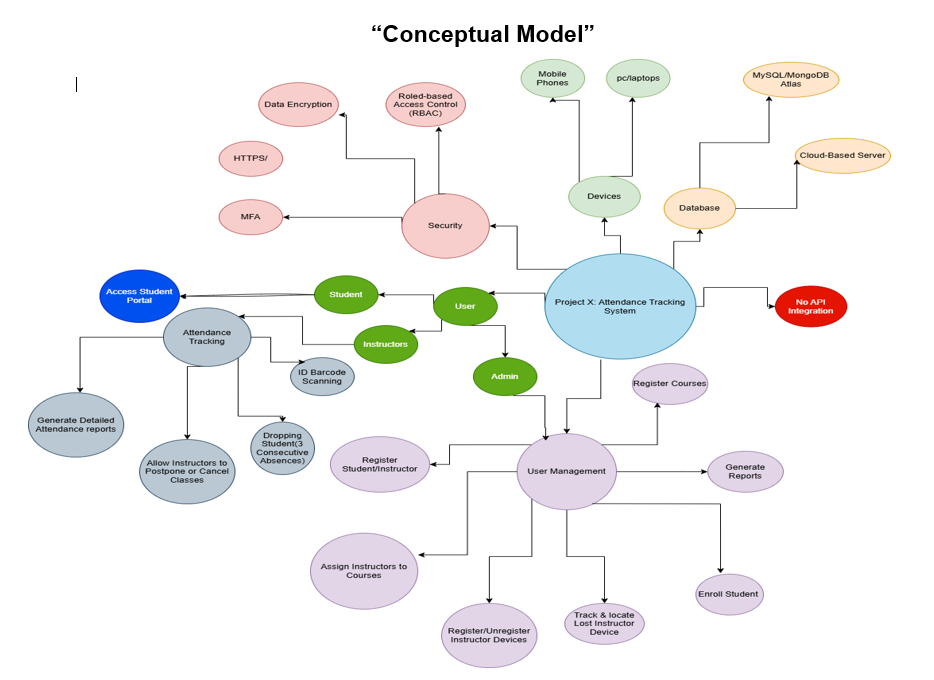 “Conceptual Model”
Mobile
Phones
pc/laptops
MySQL/MongoDB
Atlas
Data Encryption
Roled-based
Access Control
(RBAC)
HTTPS/
Cloud-Based Server
MFA
Security
Devices
Database
Access Student
Portal
Student
User
Project X: Attendance Tracking
System
No API
Integration
Attendance
Tracking
Instructors
ID Barcode
Scanning
Admin
Register Courses
Generate Detailed
Attendance reports
Dropping
Student(3
Consecutive
Absences)
Allow Instructors to
Postpone or Cancel
Classes
Register
Student/Instructor
User Management
Generate
Reports
Assign Instructors to
Courses
Enroll Student
Register/Unregister
Instructor Devices
Track & locate
Lost Instructor
Device